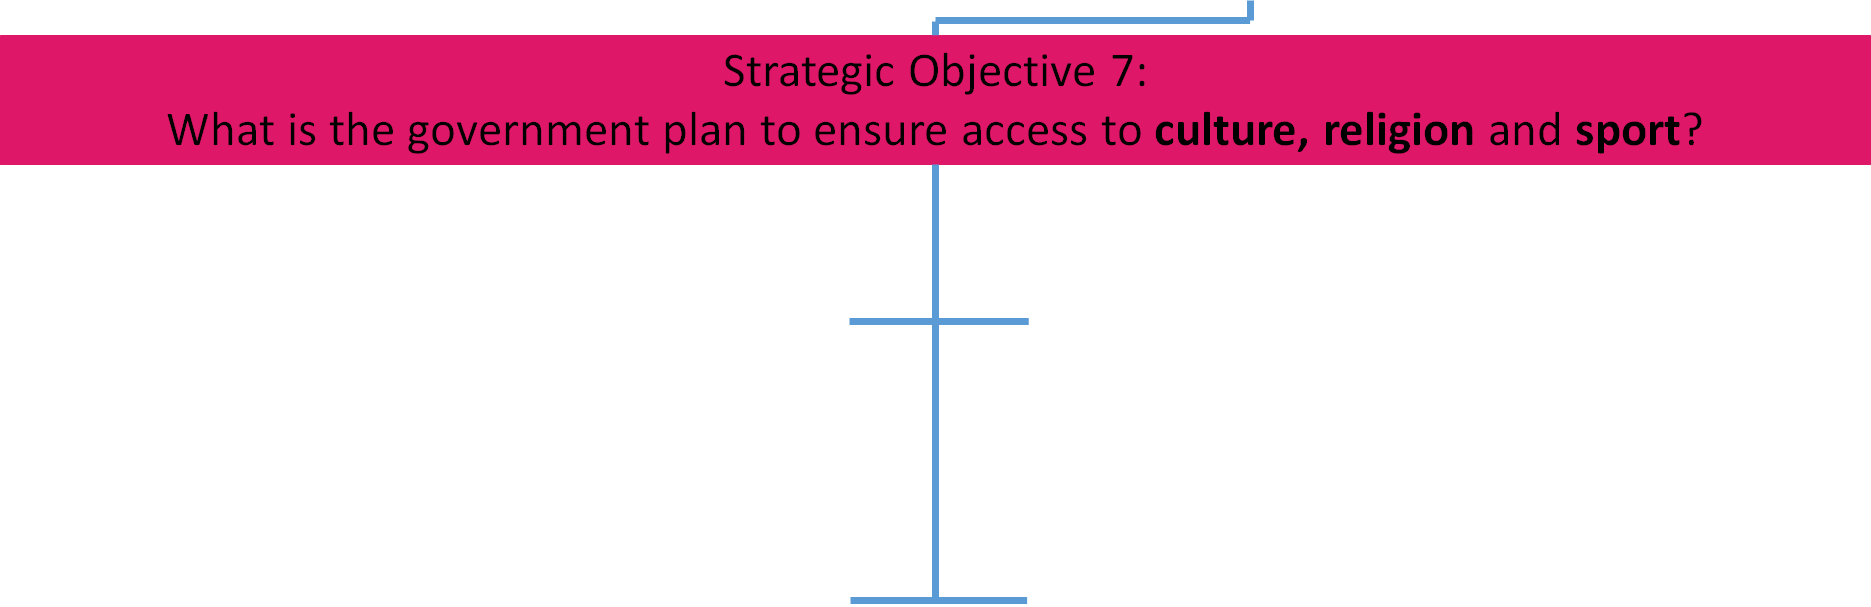 Strategic Objective 7:
What is the government plan to ensure access to culture, religion and sport?